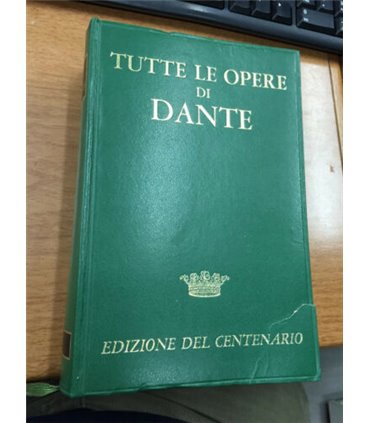 TUTTE LE OPERE
DI
DANTE
EDIZIONE DEL CENTENARIO